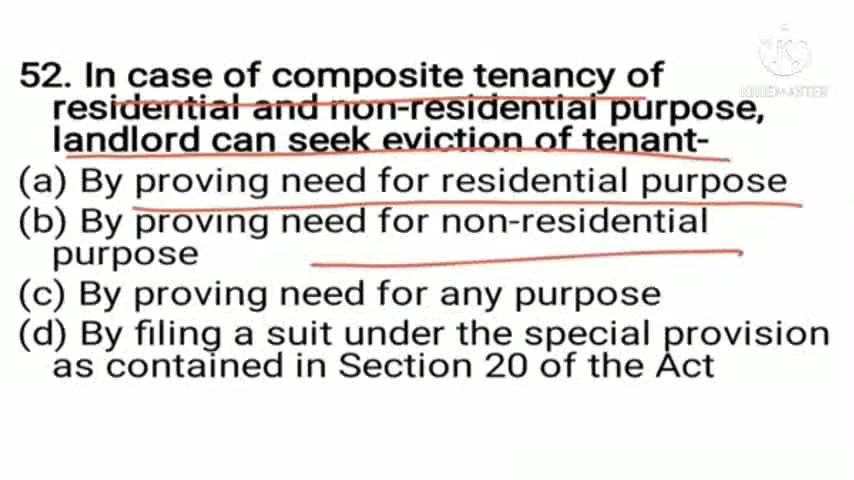 52. In case of composite tenancy of
residential and non-residential purpose,
landlord can seek eviction of tenant-
(a) By proving need for residential purpose
(b) By proving need for non-residential
purpose
(c) By proving need for any purpose
(d) By filing a suit under the special provision
as contained in Section 20 of the Act
KINEMASTER